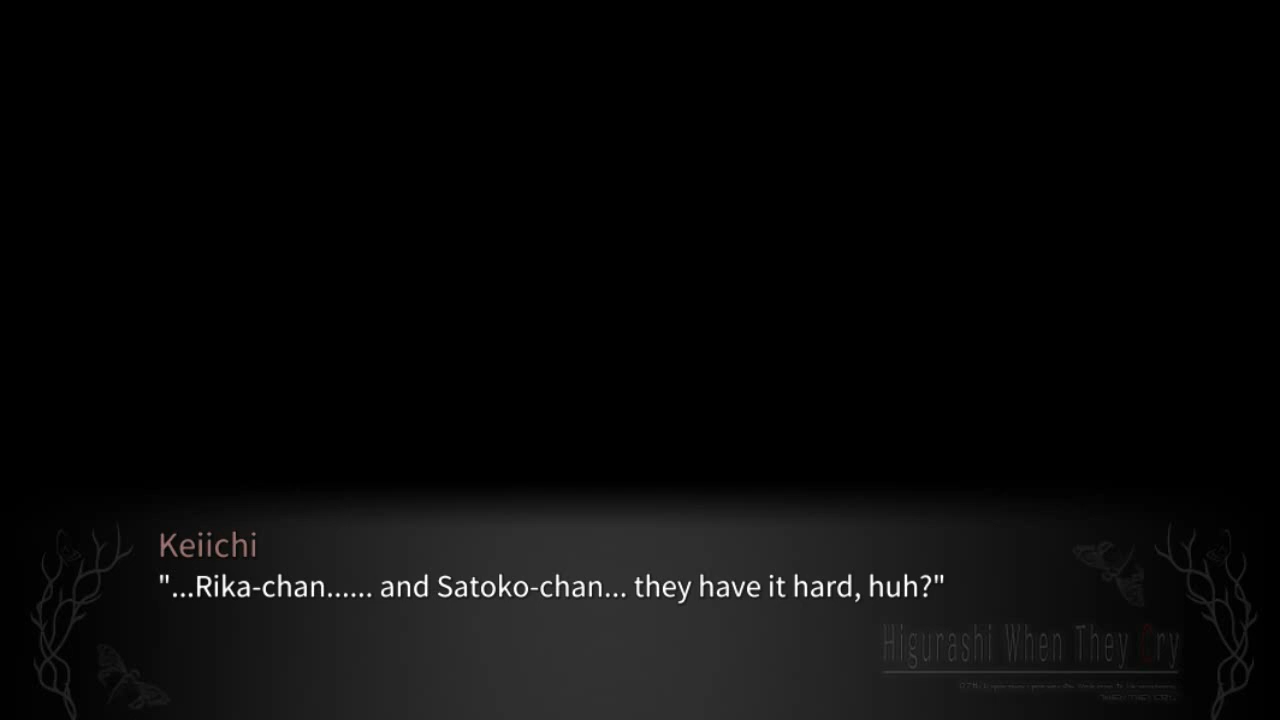 Keiichi
"...Rika-chan...... and Satoko-chan... they have it hard, huh?"
Higurashi When They Cry